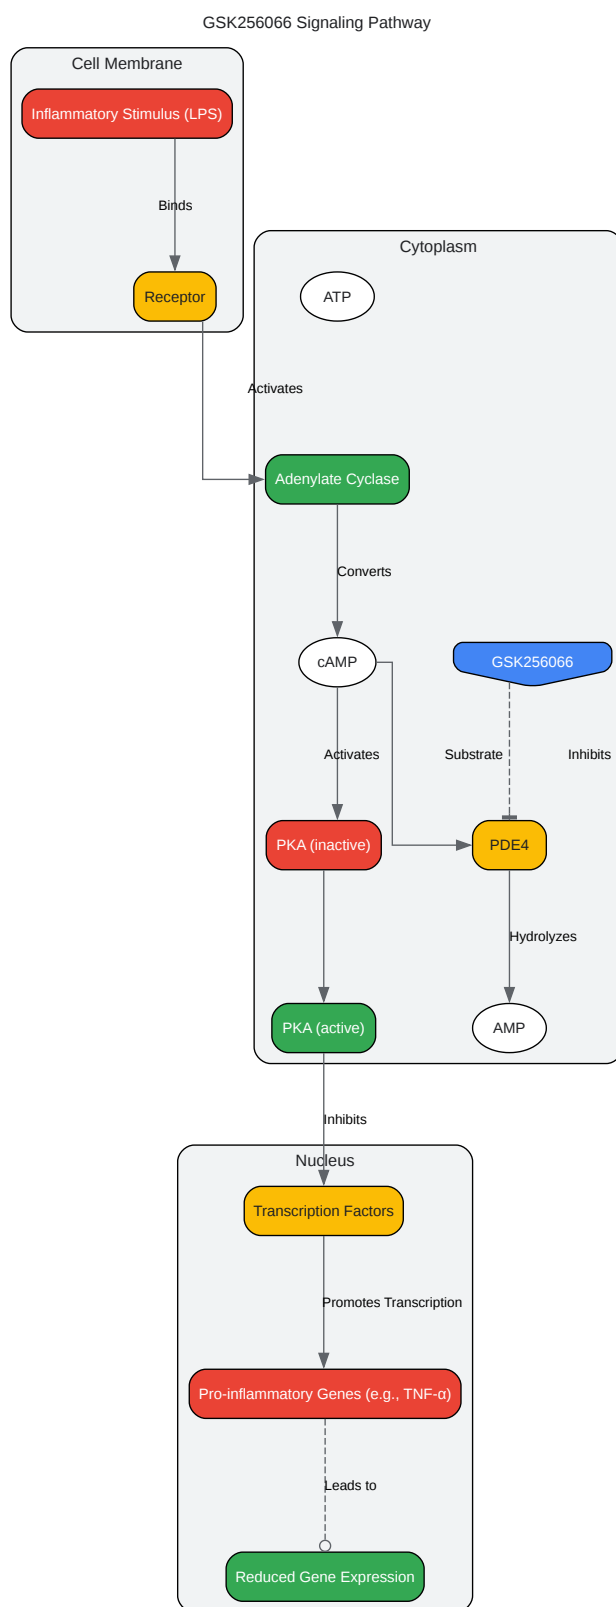 GSK256066 Signaling Pathway
Cell Membrane
Inflammatory Stimulus (LPS)
Binds
Receptor
Cytoplasm
ATP
Activates
Adenylate Cyclase
Converts
cAMP
GSK256066
Activates
Substrate
Inhibits
PKA (inactive)
PDE4
Hydrolyzes
PKA (active)
AMP
Inhibits
Nucleus
Transcription Factors
Promotes Transcription
Pro-inflammatory Genes (e.g., TNF-α)
Leads to
Reduced Gene Expression